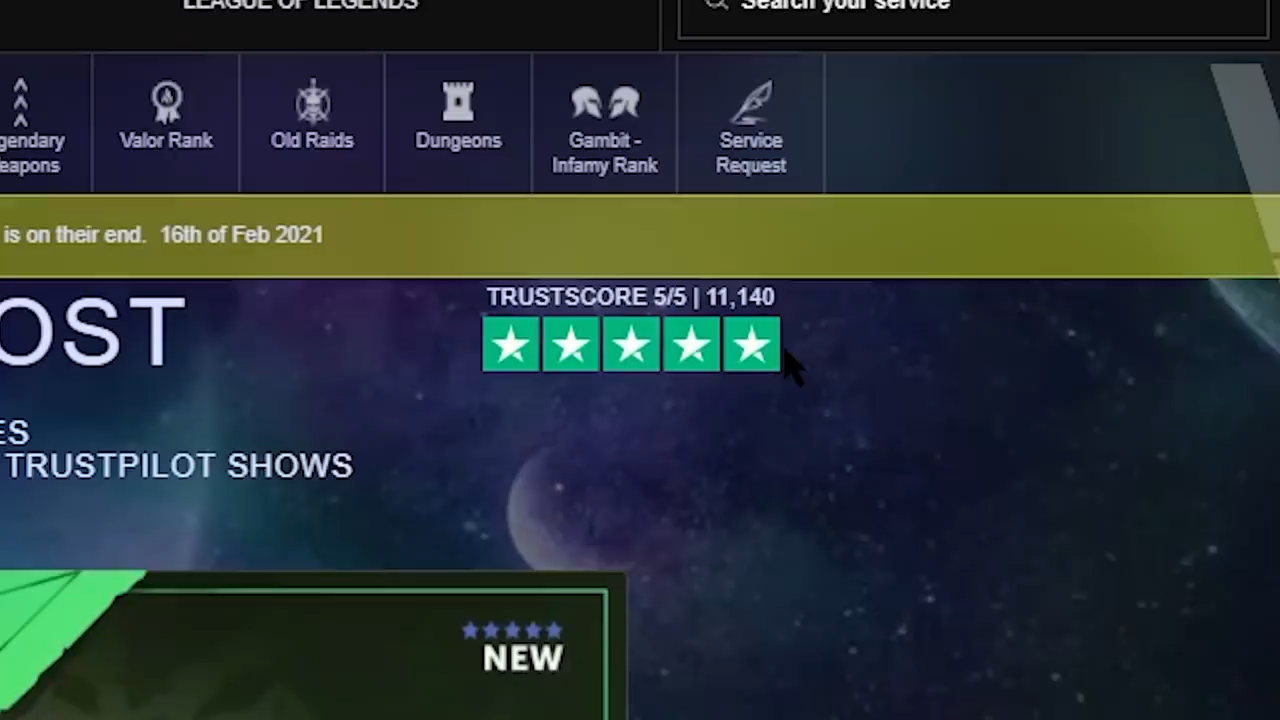 LEAGUE OF LEGENDS
Search your service
gendary
eapons
Valor Rank
Old Raids
Dungeons
Gambit -
Infamy Rank
Service
Request
is on their end.  16th of Feb 2021
OST
TRUSTSCORE 5/5 | 11,140
ES
TRUSTPILOT SHOWS
NEW